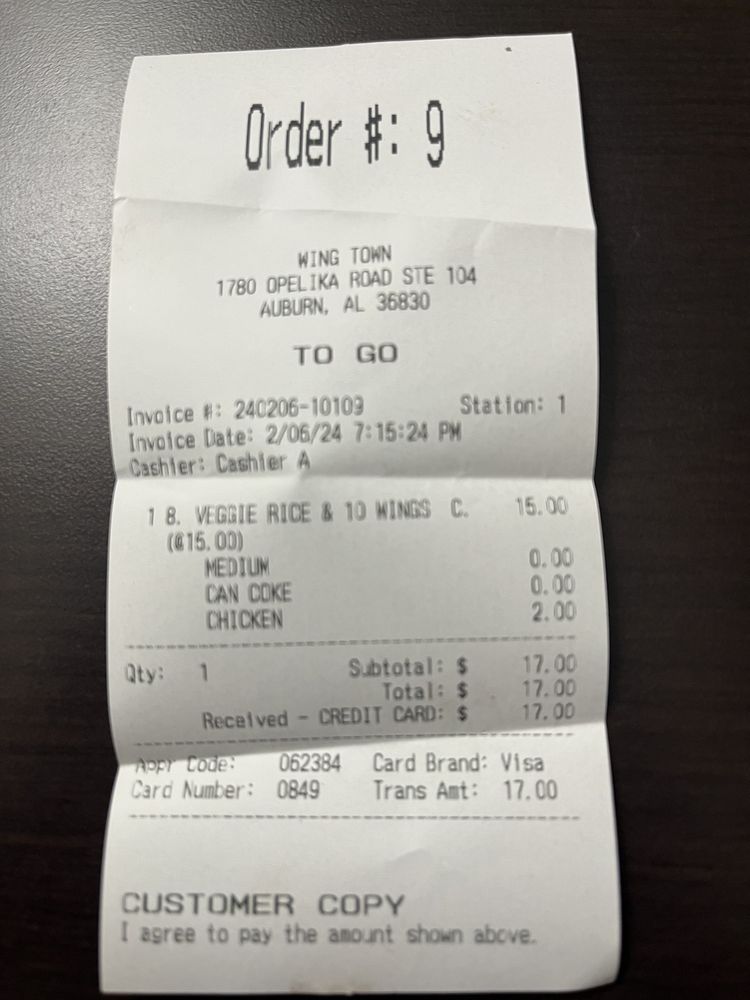 Order #: 9
WING TOWN
1780 OPELIKA ROAD STE 104
AUBURN, AL 36830
TO GO
Invoice #: 240206-10109 Station: 1
Invoice Date: 2/06/24 7:15:24 PM
Cashier: Cashier A
1 8. VEGGIE RICE & 10 WINGS C. 15.00
(@15.00)
MEDIUM 0.00
CAN COKE 0.00
CHICKEN 2.00
Qty: 1 Subtotal: $ 17.00
Total: $ 17.00
Received - CREDIT CARD: $ 17.00
Appr Code: 062384 Card Brand: Visa
Card Number: 0849 Trans Amt: 17.00
CUSTOMER COPY
I agree to pay the amount shown above.